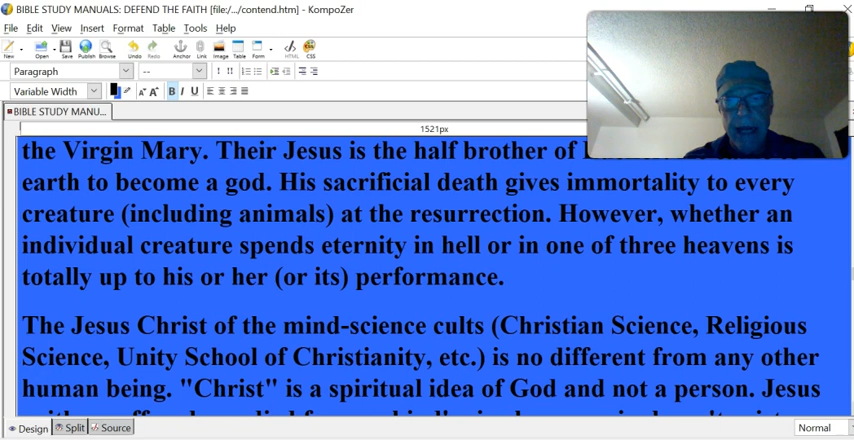 BIBLE STUDY MANUALS: DEFEND THE FAITH [file:/.../contend.htm] - KompoZer
File Edit View Insert Format Table Tools Help
New Open Save Publish Browse Undo Redo Anchor Link Image Table Form HTML CSS
Paragraph --
Variable Width B I U
BIBLE STUDY MANU...
1521px
the Virgin Mary. Their Jesus is the half brother of
earth to become a god. His sacrificial death gives immortality to every
creature (including animals) at the resurrection. However, whether an
individual creature spends eternity in hell or in one of three heavens is
totally up to his or her (or its) performance.
The Jesus Christ of the mind-science cults (Christian Science, Religious
Science, Unity School of Christianity, etc.) is no different from any other
human being. "Christ" is a spiritual idea of God and not a person. Jesus
Design Split Source Normal